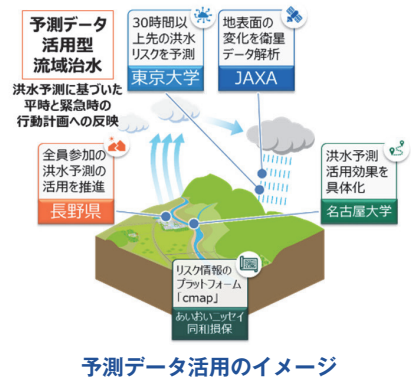 予測データ
活用型
流域治水
洪水予測に基づいた
平時と緊急時の
行動計画への反映
30時間以
上先の洪水
リスクを予測
東京大学
地表面の
変化を衛星
データ解析
JAXA
全員参加の
洪水予測の
活用を推進
長野県
洪水予測
活用効果を
具体化
名古屋大学
リスク情報の
プラットフォーム
「cmap」
あいおいニッセイ
同和損保
予測データ活用のイメージ